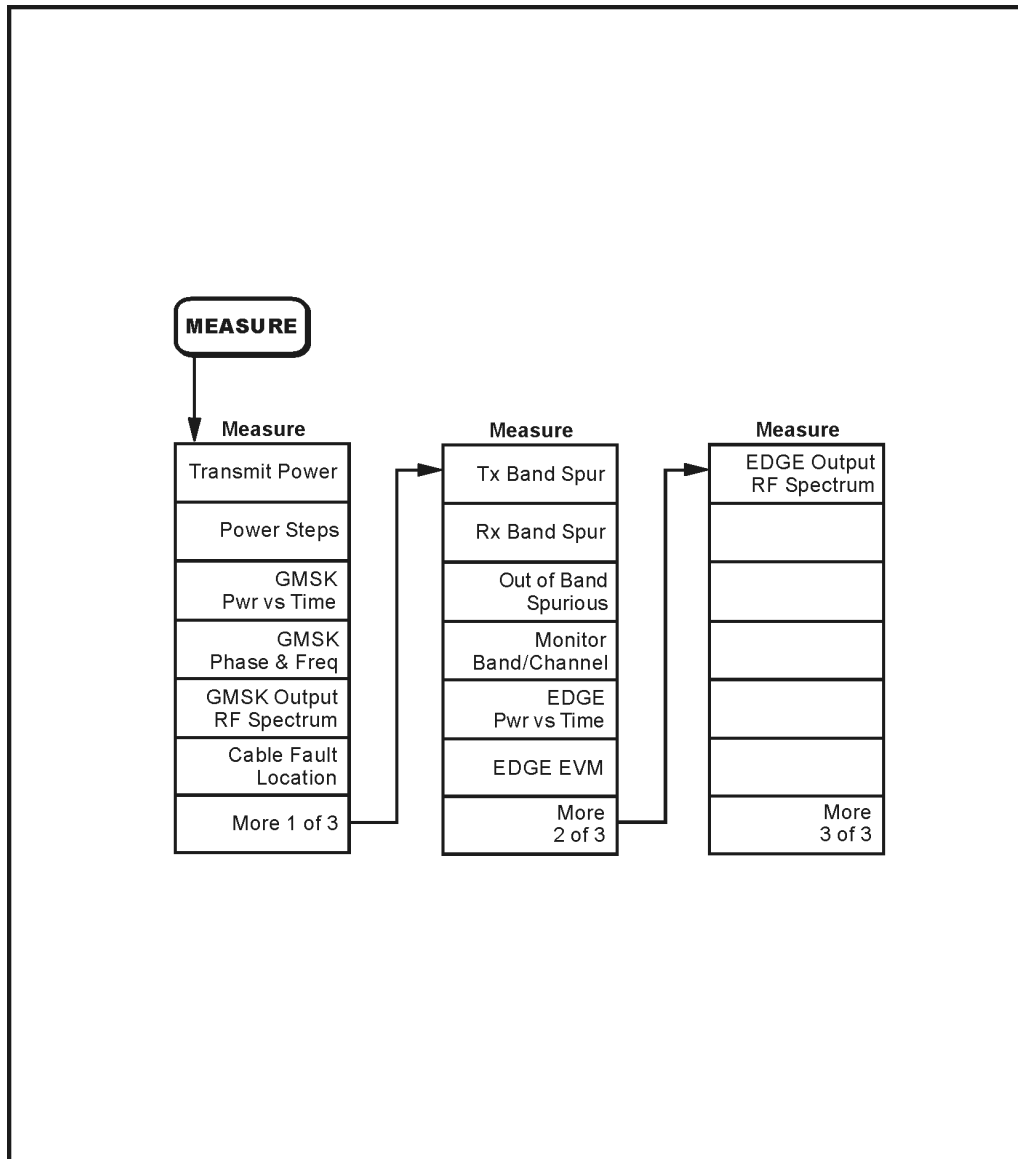 MEASURE
Measure
Transmit Power
Power Steps
GMSK
Pwr vs Time
GMSK
Phase & Freq
GMSK Output
RF Spectrum
Cable Fault
Location
More 1 of 3
Measure
Tx Band Spur
Rx Band Spur
Out of Band
Spurious
Monitor
Band/Channel
EDGE
Pwr vs Time
EDGE EVM
More
2 of 3
Measure
EDGE Output
RF Spectrum
More
3 of 3